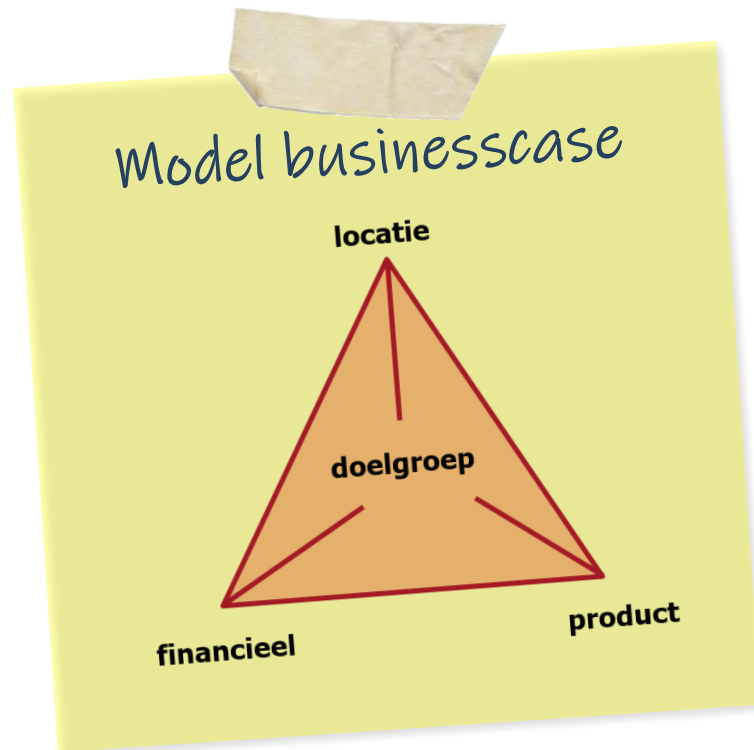 Model businesscase
locatie
doelgroep
financieel
product